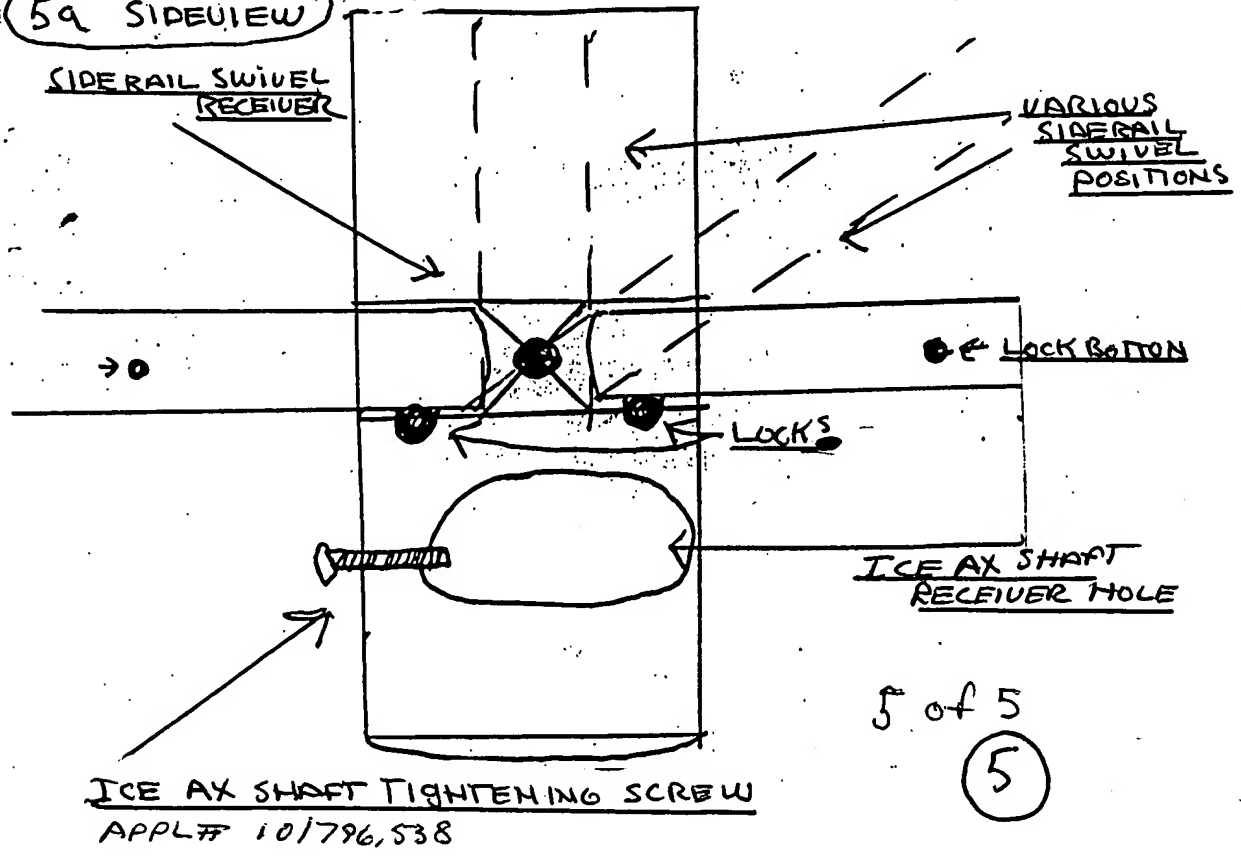 5a SIDEVIEW
SIDERAIL SWIVEL
RECEIVER
VARIOUS
SIDERAIL
SWIVEL
POSITIONS
LOCK BOTTON
LOCKS
ICE AX SHAFT
RECEIVER HOLE
5 of 5
5
ICE AX SHAFT TIGHTENING SCREW
APPL# 10/796,538